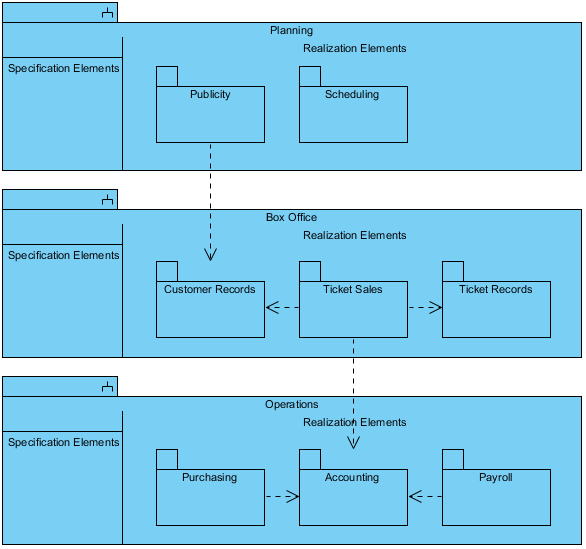 Planning
Realization Elements
Specification Elements
Publicity
Scheduling
Box Office
Realization Elements
Specification Elements
Customer Records
Ticket Sales
Ticket Records
Operations
Realization Elements
Specification Elements
Purchasing
Accounting
Payroll